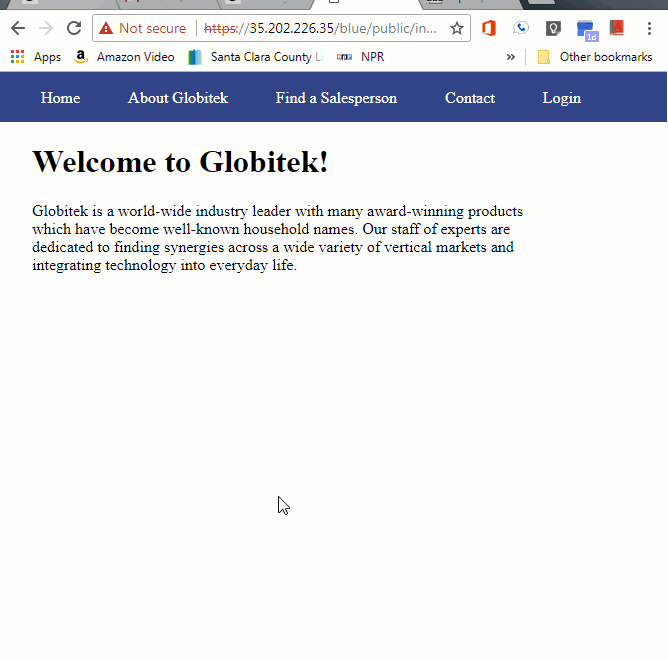 Not secure | https://35.202.226.35/blue/public/in...
1d
Apps Amazon Video Santa Clara County Li NPR » Other bookmarks
Home About Globitek Find a Salesperson Contact Login
Welcome to Globitek!
Globitek is a world-wide industry leader with many award-winning products
which have become well-known household names. Our staff of experts are
dedicated to finding synergies across a wide variety of vertical markets and
integrating technology into everyday life.